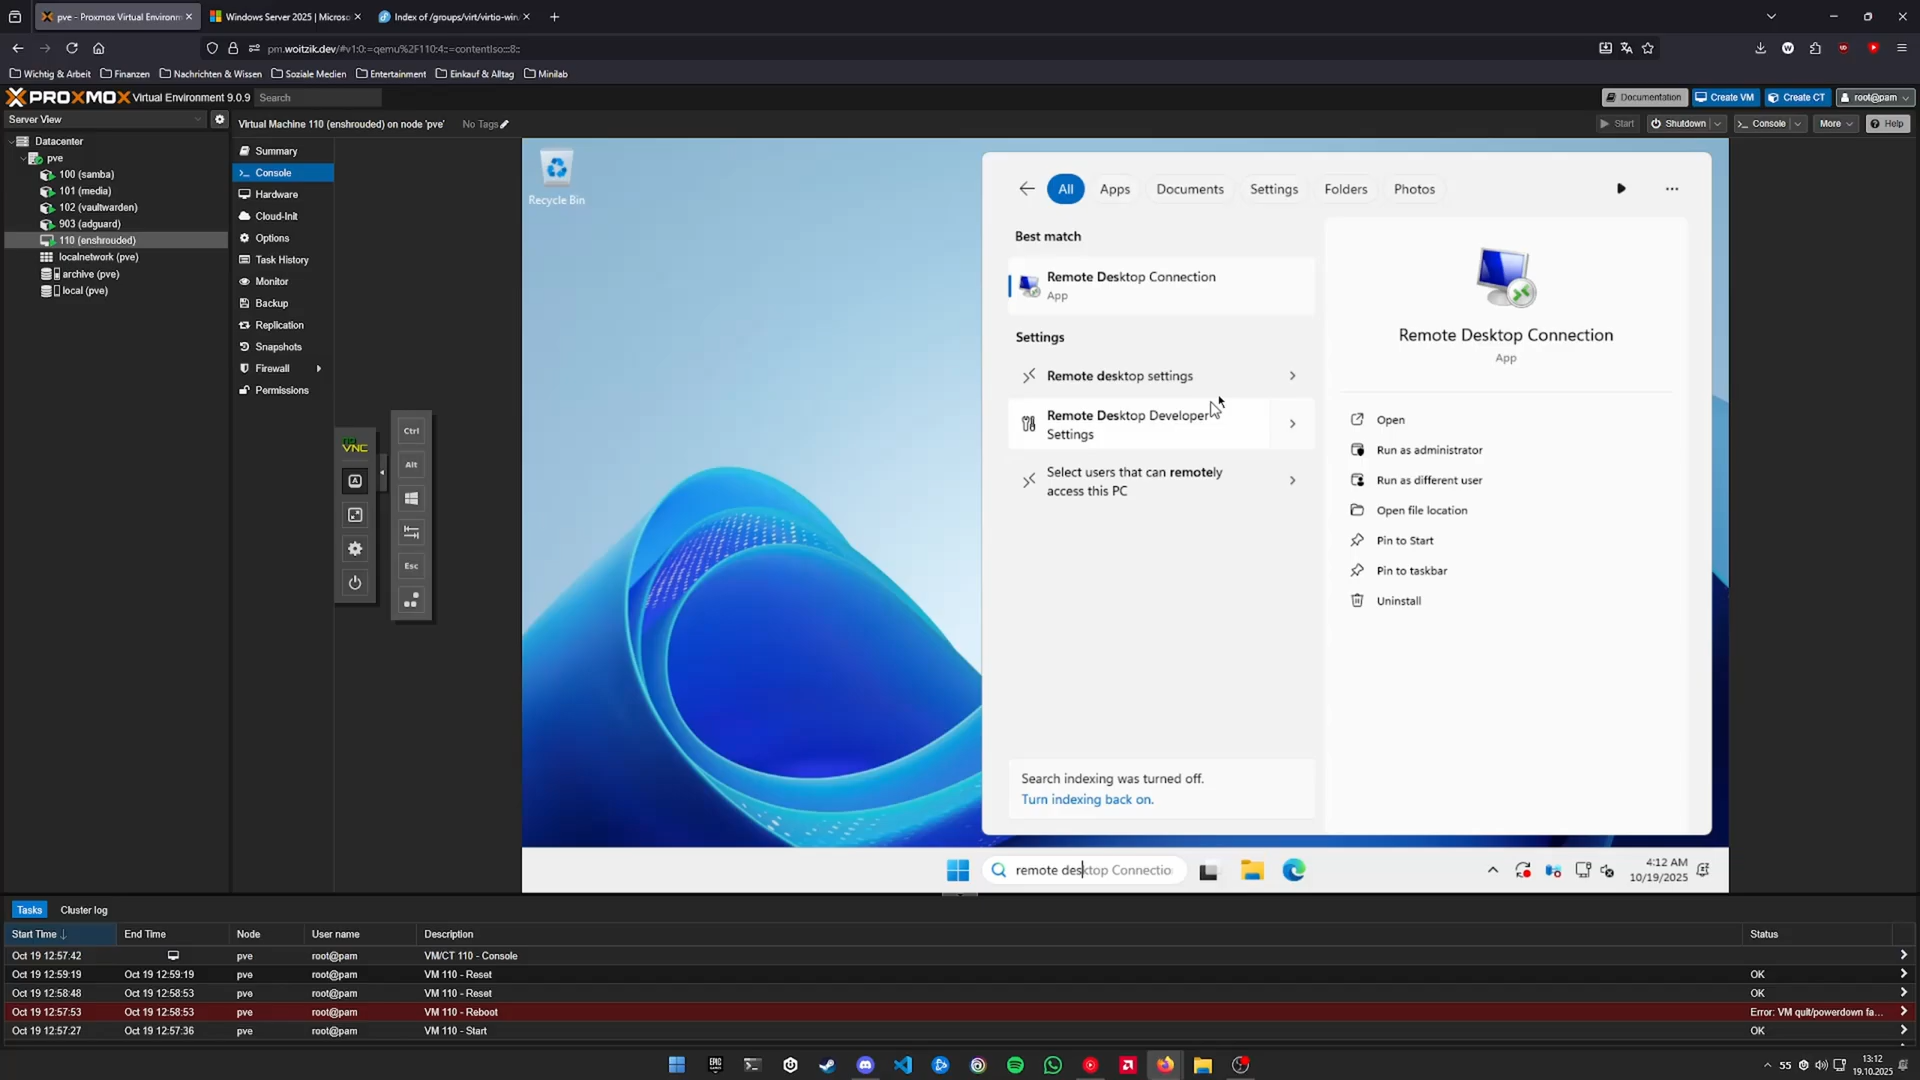 pve - Proxmox Virtual Environm
Windows Server 2025 | Microso
Index of /groups/virt/virtio-win
pm.woitzik.dev/#v1:0:=qemu%2F110:4::=contentIso:::8::
Wichtig & Arbeit
Finanzen
Nachrichten & Wissen
Soziale Medien
Entertainment
Einkauf & Alltag
Minilab
PROXMOX Virtual Environment 9.0.9
Search
Documentation
Create VM
Create CT
root@pam
Server View
Virtual Machine 110 (enshrouded) on node 'pve'
No Tags
Start
Shutdown
Console
More
Help
Datacenter
pve
100 (samba)
101 (media)
102 (vaultwarden)
903 (adguard)
110 (enshrouded)
localnetwork (pve)
archive (pve)
local (pve)
Summary
Console
Hardware
Cloud-Init
Options
Task History
Monitor
Backup
Replication
Snapshots
Firewall
Permissions
no
VNC
A
Ctrl
Alt
Esc
Recycle Bin
All
Apps
Documents
Settings
Folders
Photos
Best match
Remote Desktop Connection
App
Settings
Remote desktop settings
Remote Desktop Developer
Settings
Select users that can remotely
access this PC
Search indexing was turned off.
Turn indexing back on.
Remote Desktop Connection
App
Open
Run as administrator
Run as different user
Open file location
Pin to Start
Pin to taskbar
Uninstall
remote desktop Connectio
4:12 AM
10/19/2025
Tasks
Cluster log
Start Time
End Time
Node
User name
Description
Status
Oct 19 12:57:42 pve root@pam VM/CT 110 - Console
Oct 19 12:59:19 Oct 19 12:59:19 pve root@pam VM 110 - Reset OK
Oct 19 12:58:48 Oct 19 12:58:53 pve root@pam VM 110 - Reset OK
Oct 19 12:57:53 Oct 19 12:58:53 pve root@pam VM 110 - Reboot Error: VM quit/powerdown fa...
Oct 19 12:57:27 Oct 19 12:57:36 pve root@pam VM 110 - Start OK
EPIC
55
13:12
19.10.2025